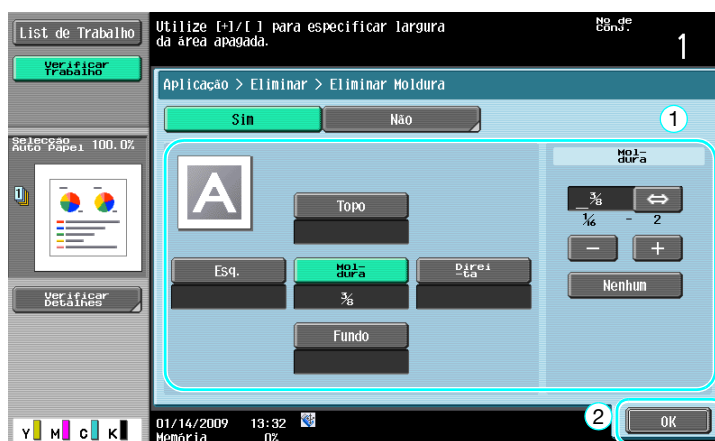 List de Trabalho
Verificar
Trabalho
Utilize [+]/[ ] para especificar largura
da área apagada.
No de
Conj.
1
Aplicação > Eliminar > Eliminar Moldura
Sim
Não
1
Selecção
Auto Papel 100.0%
1
A
Topo
Esq.
Mol-
dura
Direi
-ta
3/8
Fundo
Mol-
dura
_3/8 ⇔
1/16 - 2
− +
Nenhum
Verificar
Detalhes
2
OK
Y M C K
01/14/2009 13:32
Memória 0%